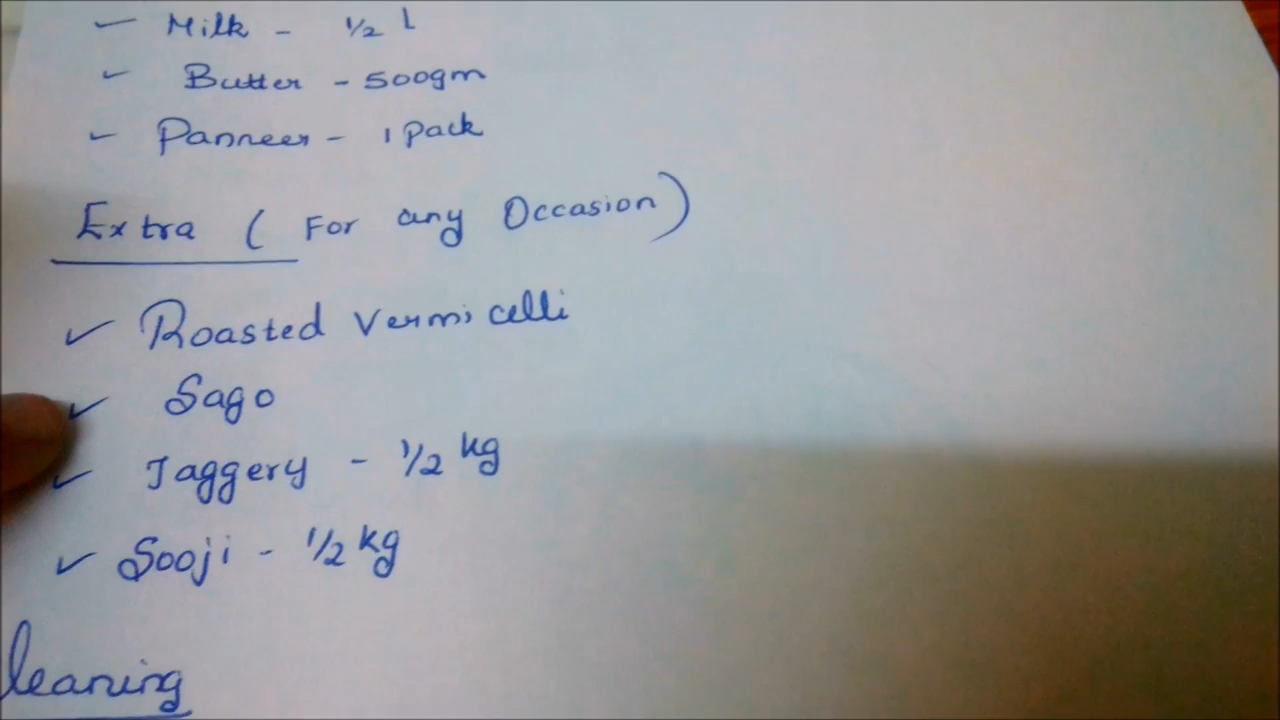 - Milk - ½ l
- Butter - 500gm
- Panneer - 1 Pack
Extra ( For any Occasion )
✓ Roasted Vermicelli
✓ Sago
✓ Jaggery - ½ kg
✓ Sooji - ½ kg
leaning